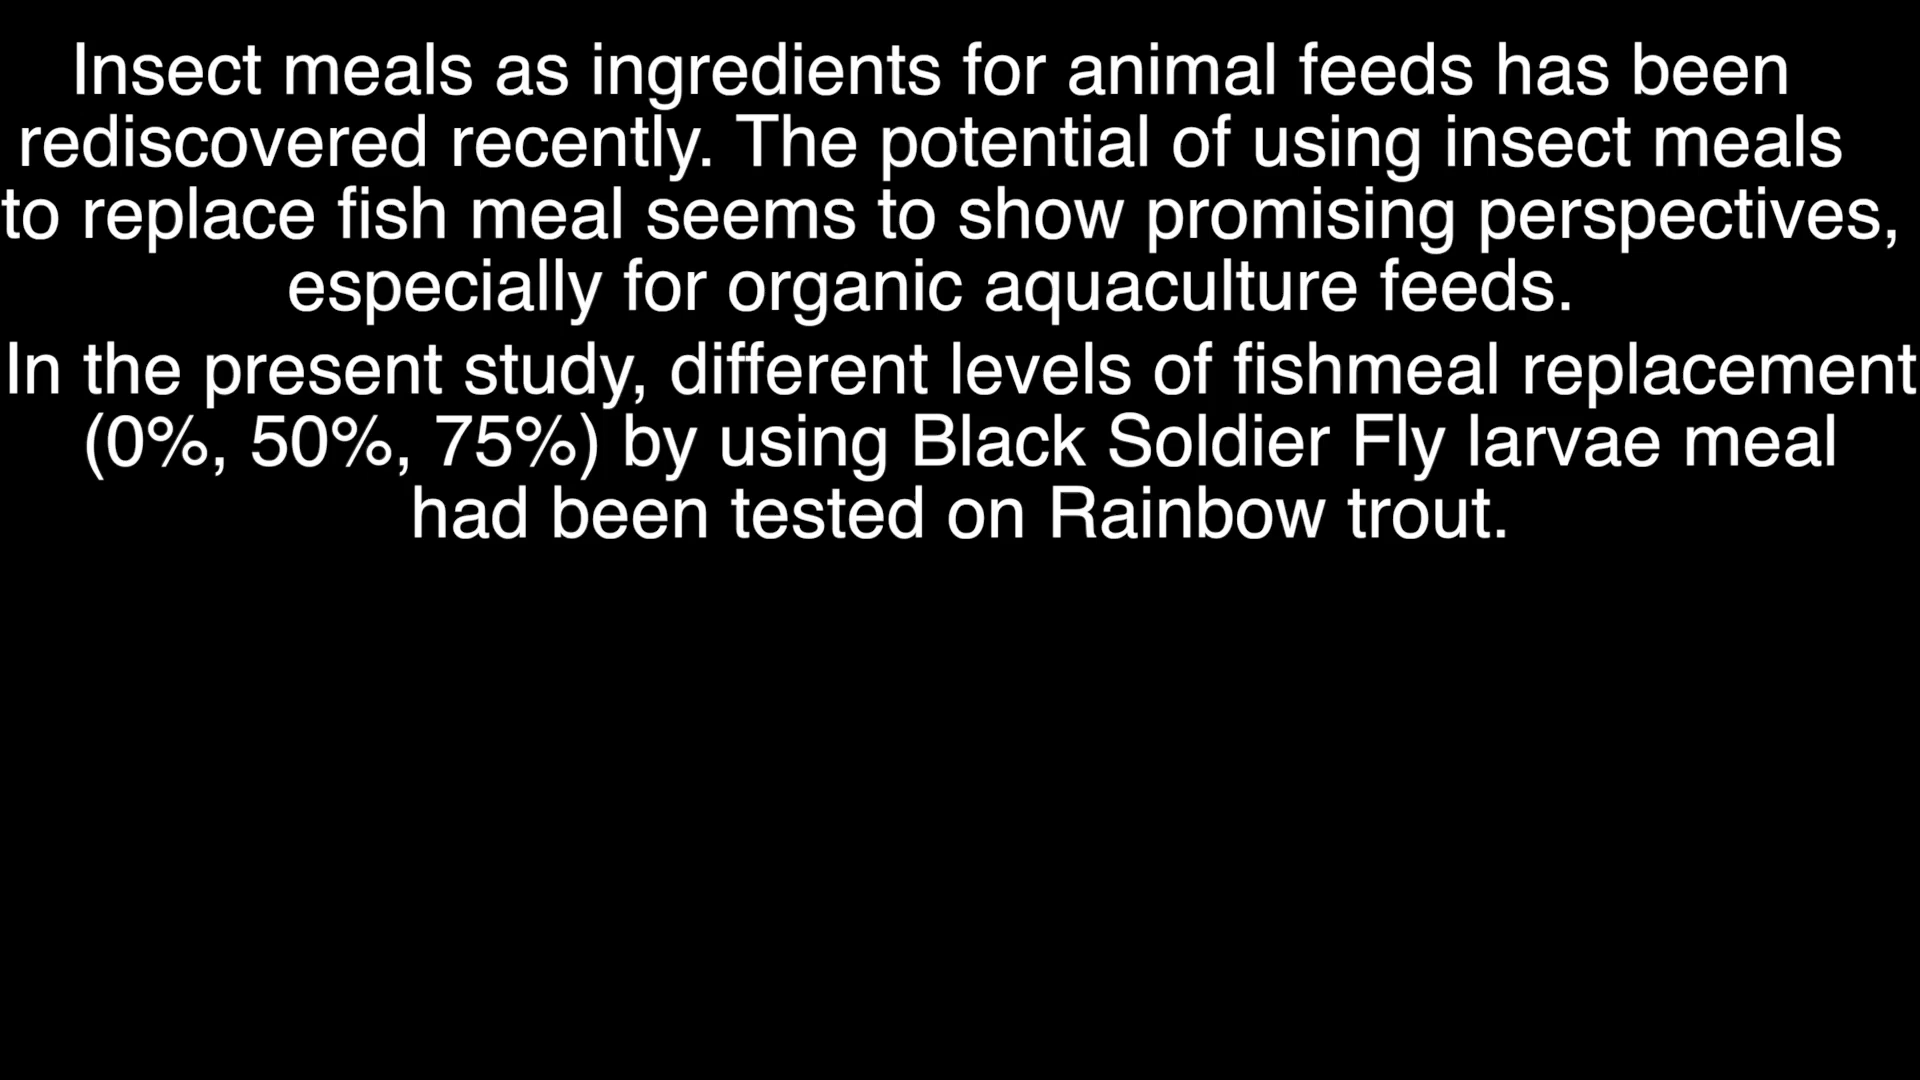 Insect meals as ingredients for animal feeds has been
rediscovered recently. The potential of using insect meals
to replace fish meal seems to show promising perspectives,
especially for organic aquaculture feeds.
In the present study, different levels of fishmeal replacement
(0%, 50%, 75%) by using Black Soldier Fly larvae meal
had been tested on Rainbow trout.